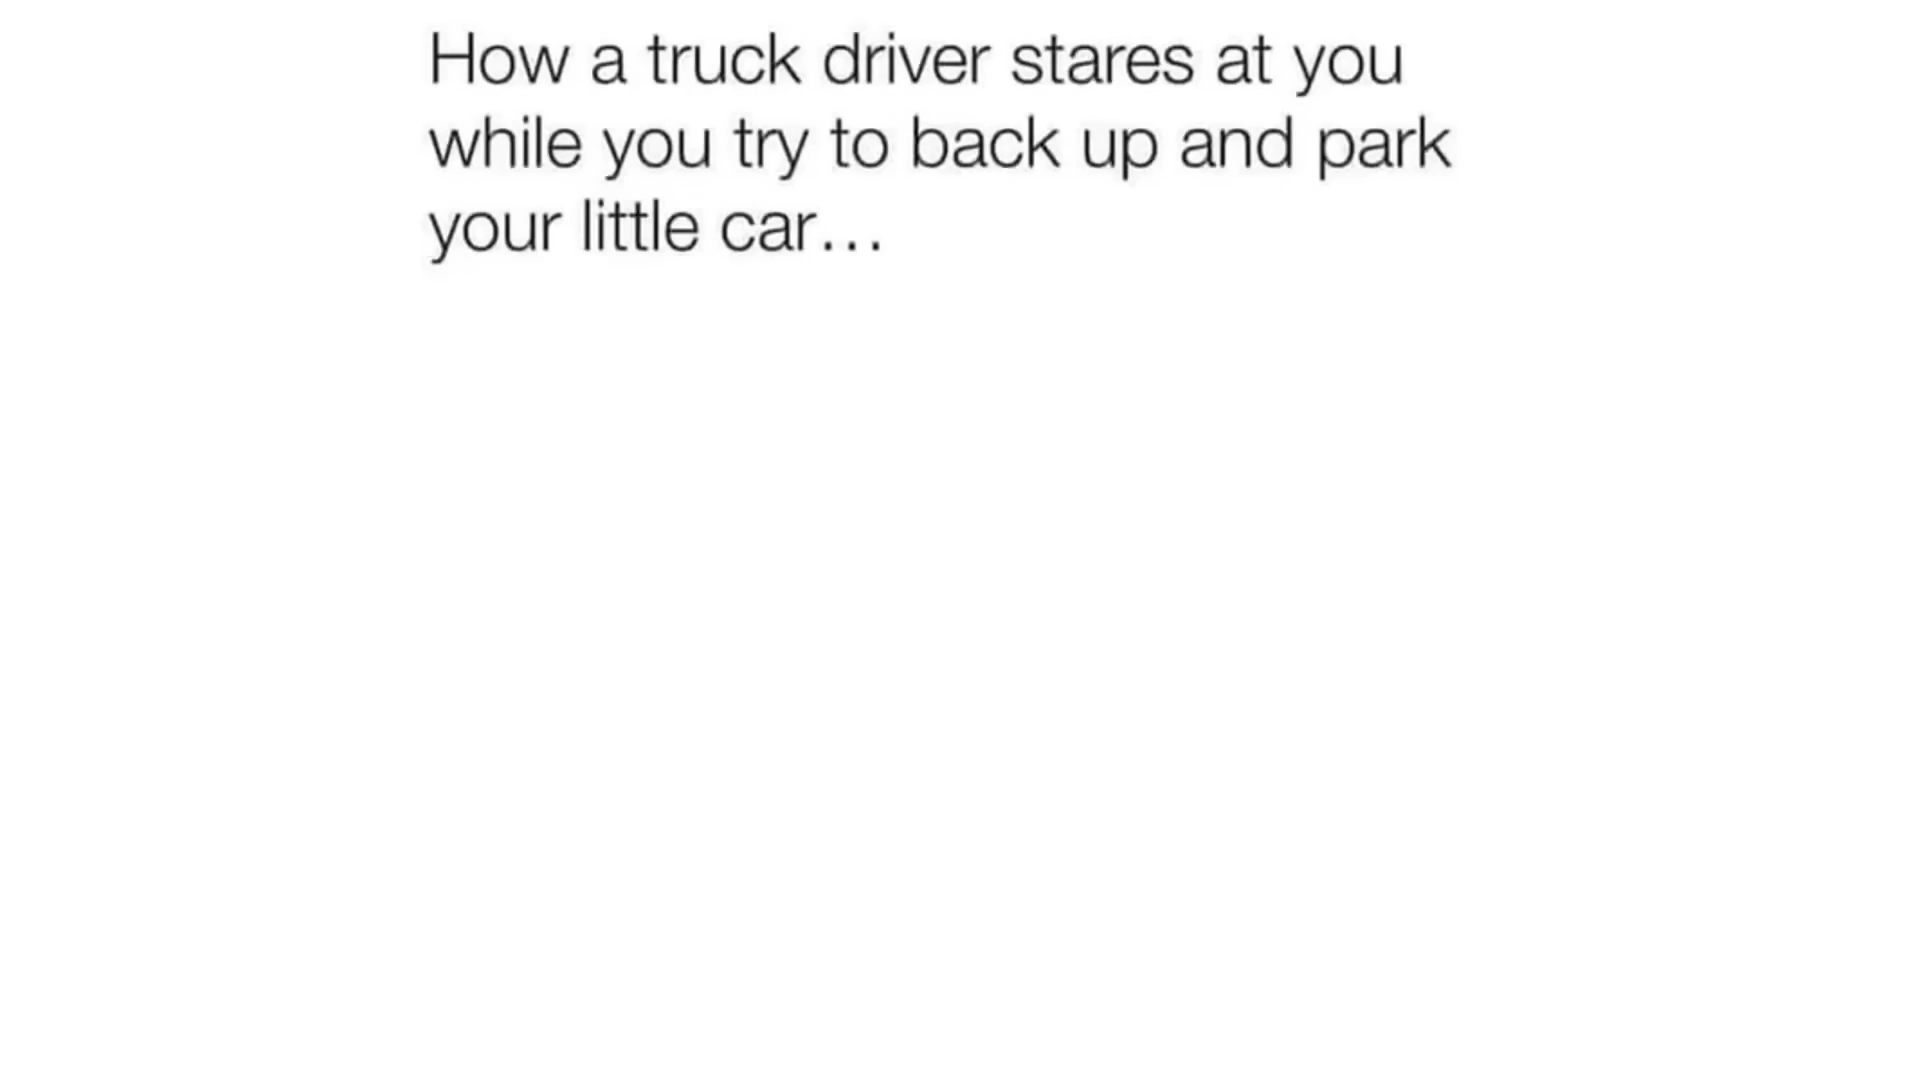 How a truck driver stares at you
while you try to back up and park
your little car…